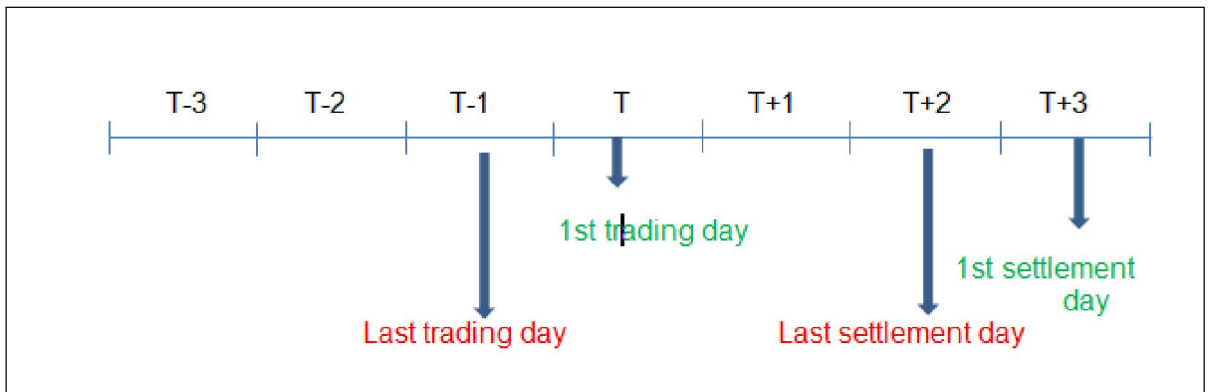 T-3 T-2 T-1 T T+1 T+2 T+3
1st trading day
1st settlement
day
Last trading day Last settlement day